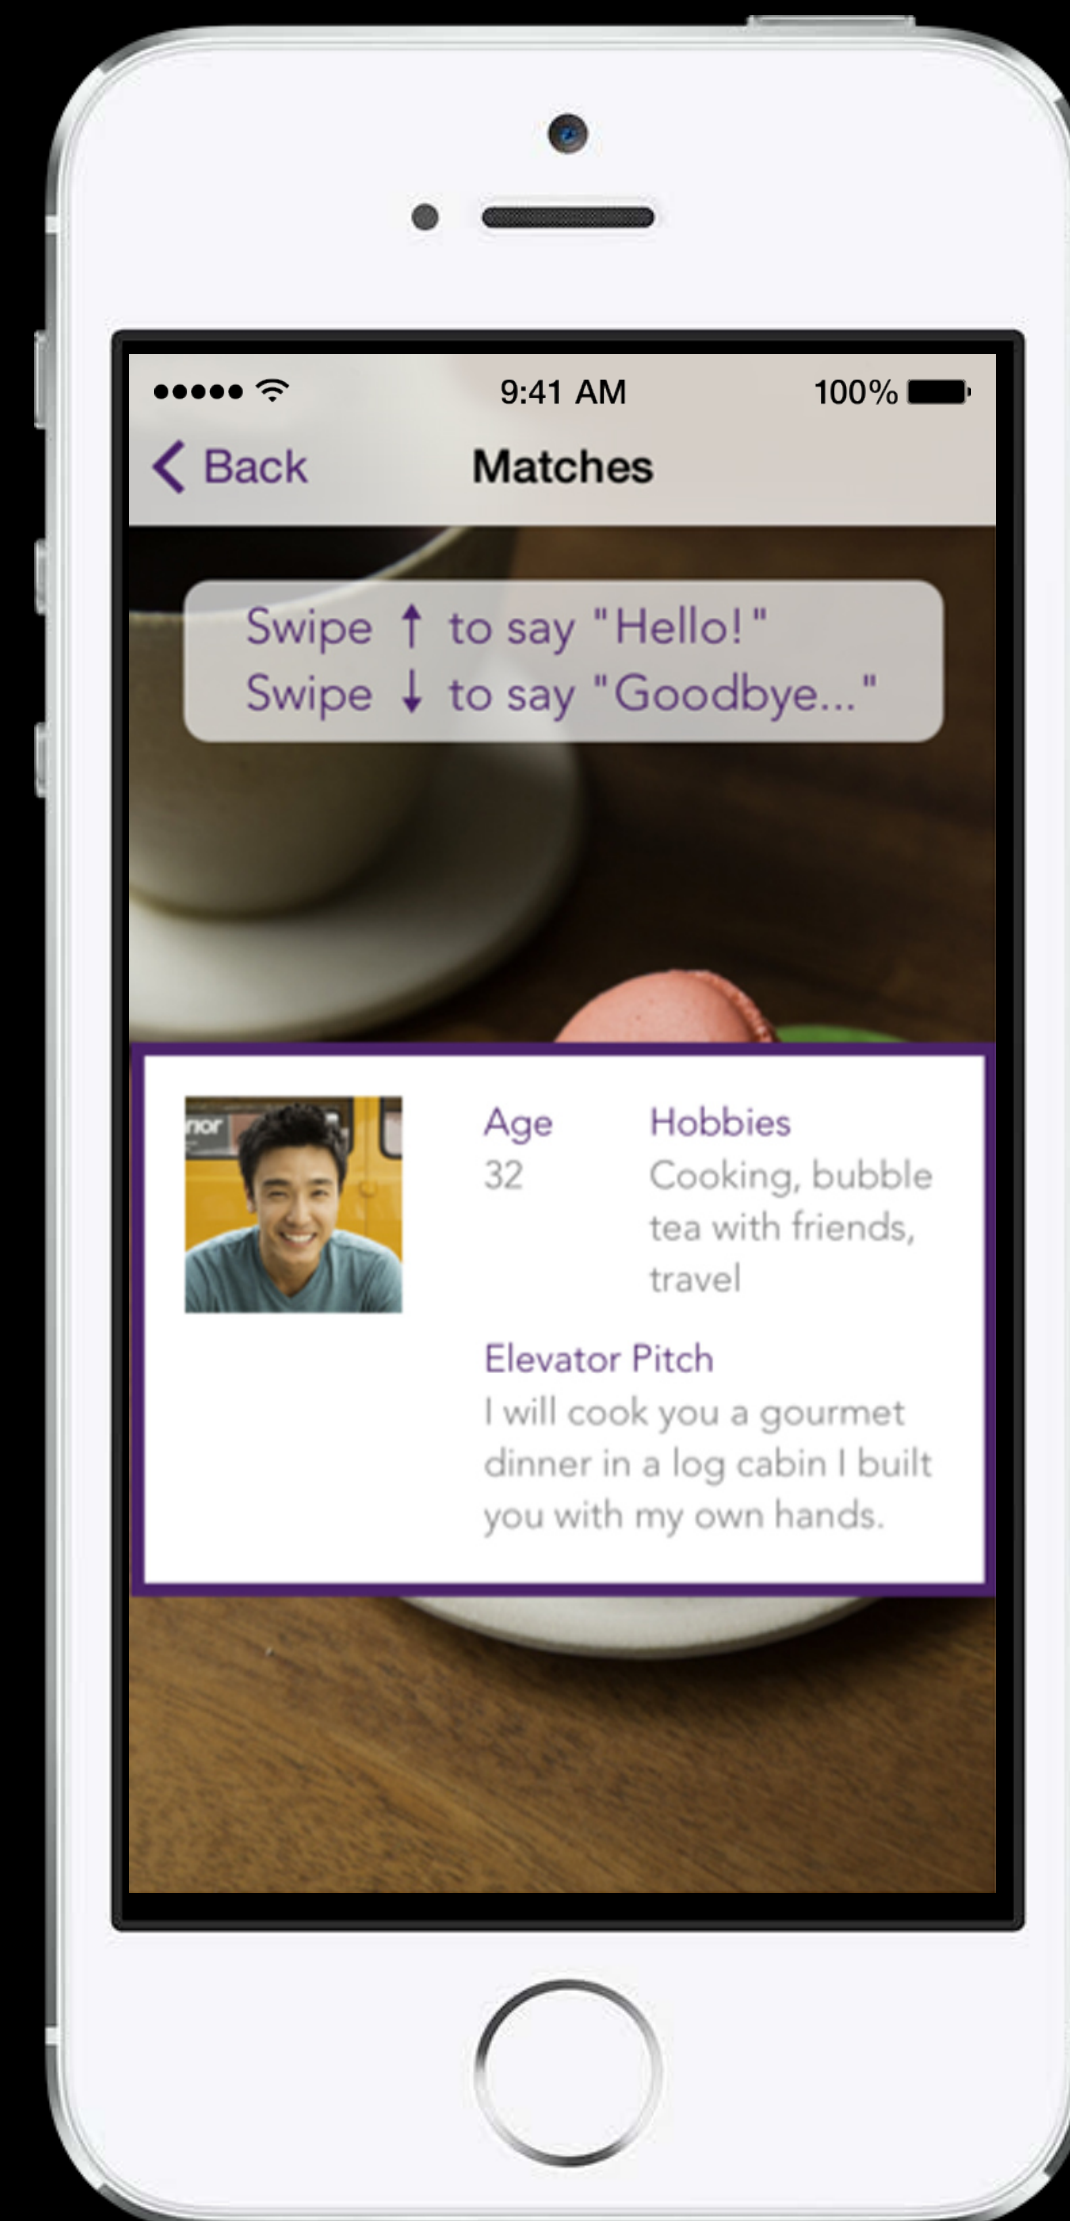 9:41 AM 100%
Back Matches
Swipe ↑ to say "Hello!"
Swipe ↓ to say "Goodbye..."
Age
32
Hobbies
Cooking, bubble
tea with friends,
travel
Elevator Pitch
I will cook you a gourmet
dinner in a log cabin I built
you with my own hands.